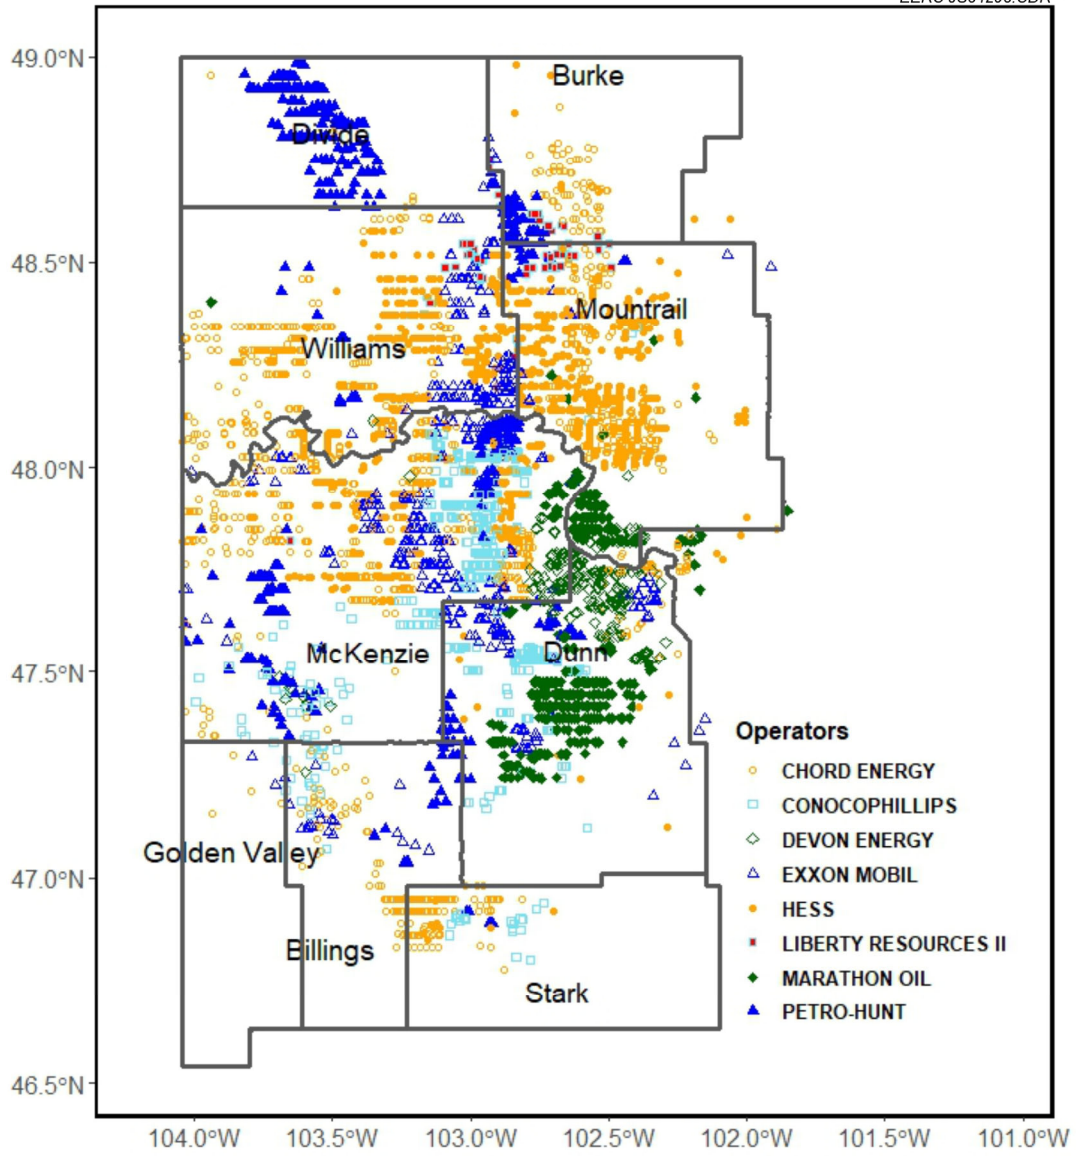 49.0°N
Burke
Divide
48.5°N
Mountrail
Williams
48.0°N
McKenzie
Dunn
47.5°N
Operators
CHORD ENERGY
CONOCOPHILLIPS
DEVON ENERGY
Golden Valley
EXXON MOBIL
47.0°N
HESS
LIBERTY RESOURCES II
Billings
MARATHON OIL
Stark
PETRO-HUNT
46.5°N
104.0°W 103.5°W 103.0°W 102.5°W 102.0°W 101.5°W 101.0°W